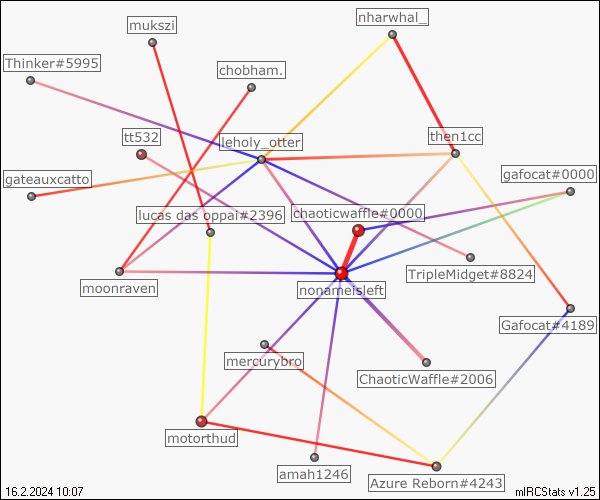 nharwhal_
mukszi
Thinker#5995
chobham.
tt532
leholy_otter
then1cc
gafocat#0000
gateauxcatto
lucas das oppai#2396
chaoticwaffle#0000
TripleMidget#8824
moonraven
nonameisleft
Gafocat#4189
mercurybro
ChaoticWaffle#2006
motorthud
amah1246
Azure Reborn#4243
16.2.2024 10:07
mIRCStats v1.25